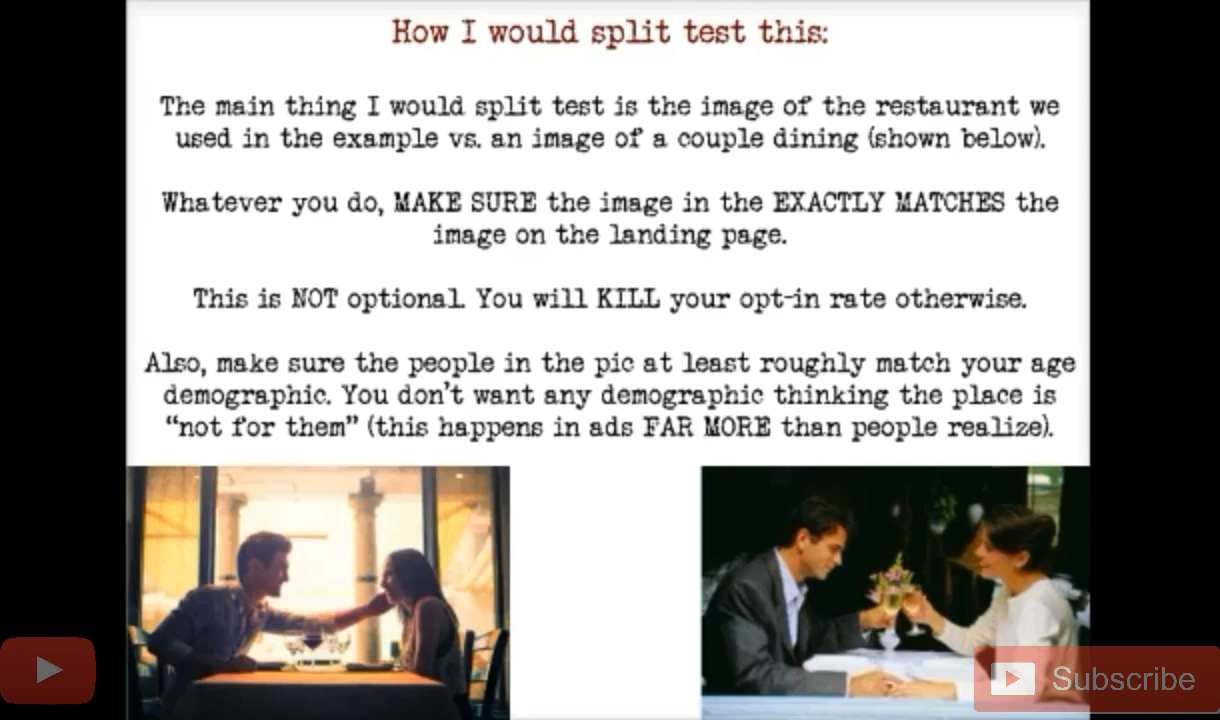 How I would split test this:
The main thing I would split test is the image of the restaurant we
used in the example vs. an image of a couple dining (shown below).
Whatever you do, MAKE SURE the image in the EXACTLY MATCHES the
image on the landing page.
This is NOT optional. You will KILL your opt-in rate otherwise.
Also, make sure the people in the pic at least roughly match your age
demographic. You don't want any demographic thinking the place is
“not for them” (this happens in ads FAR MORE than people realize).
Subscribe